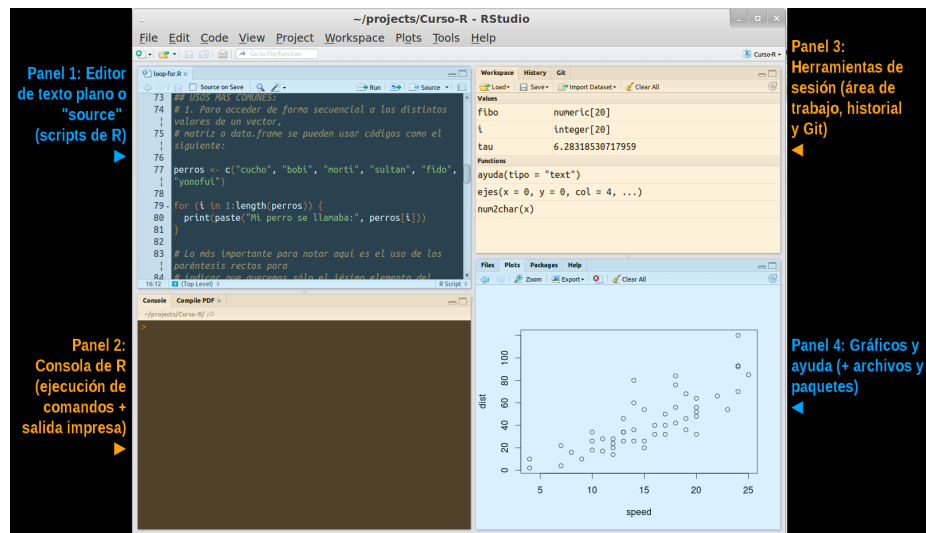 ~/projects/Curso-R - RStudio
File Edit Code View Project Workspace Plots Tools Help
Go to file/function
Curso-R
Panel 1: Editor
de texto plano o
"source"
(scripts de R)
loop-for.R
Source on Save Run Source
73 ## USOS MÁS COMUNES:
74 # 1. Para acceder de forma secuencial a los distintos
valores de un vector,
75 # matriz o data.frame se pueden usar códigos como el
siguiente:
76
77 perros <- c("cucho", "bobi", "morti", "sultan", "fido",
"yonofui")
78
79 for (i in 1:length(perros)) {
80 print(paste("Mi perro se llamaba:", perros[i]))
81 }
82
83 # Lo más importante para notar aquí es el uso de los
paréntesis rectos para
84 # indicar que queremos sólo el iésimo elemento del
16:12 (Top Level) R Script
Panel 2:
Consola de R
(ejecución de
comandos +
salida impresa)
Console Compile PDF
~/projects/Curso-R/
>
Workspace History Git
Load Save Import Dataset Clear All
Values
fibo numeric[20]
i integer[20]
tau 6.28318530717959
Functions
ayuda(tipo = "text")
ejes(x = 0, y = 0, col = 4, ...)
num2char(x)
Panel 3:
Herramientas de
sesión (área de
trabajo, historial
y Git)
Files Plots Packages Help
Zoom Export Clear All
dist
0 20 40 60 80 100
5 10 15 20 25
speed
Panel 4: Gráficos y
ayuda (+ archivos y
paquetes)